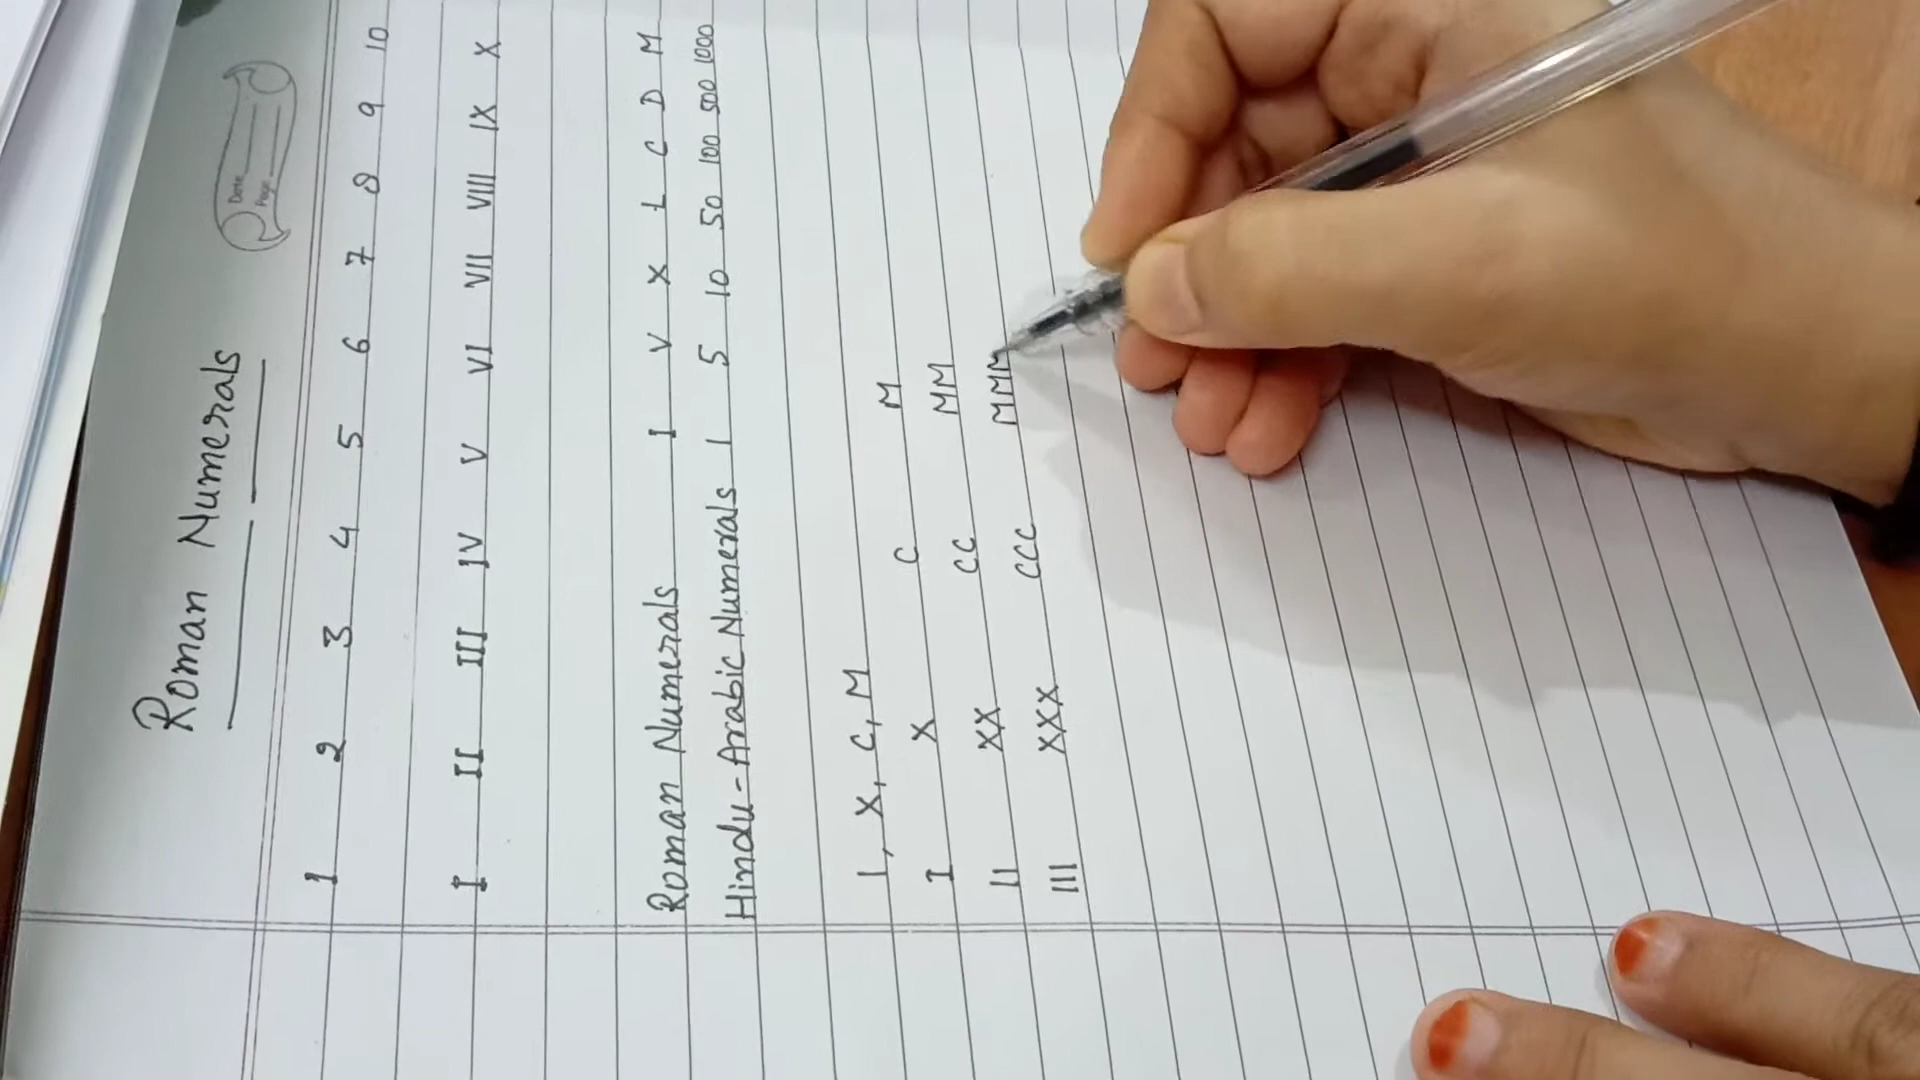 Date
Page
Roman Numerals
1 2 3 4 5 6 7 8 9 10
I II III IV V VI VII VIII IX X
Roman Numerals I V X L C D M
Hindu-Arabic Numerals 1 5 10 50 100 500 1000
I, X, C, M
I X C M
II XX CC MM
III XXX CCC MMM